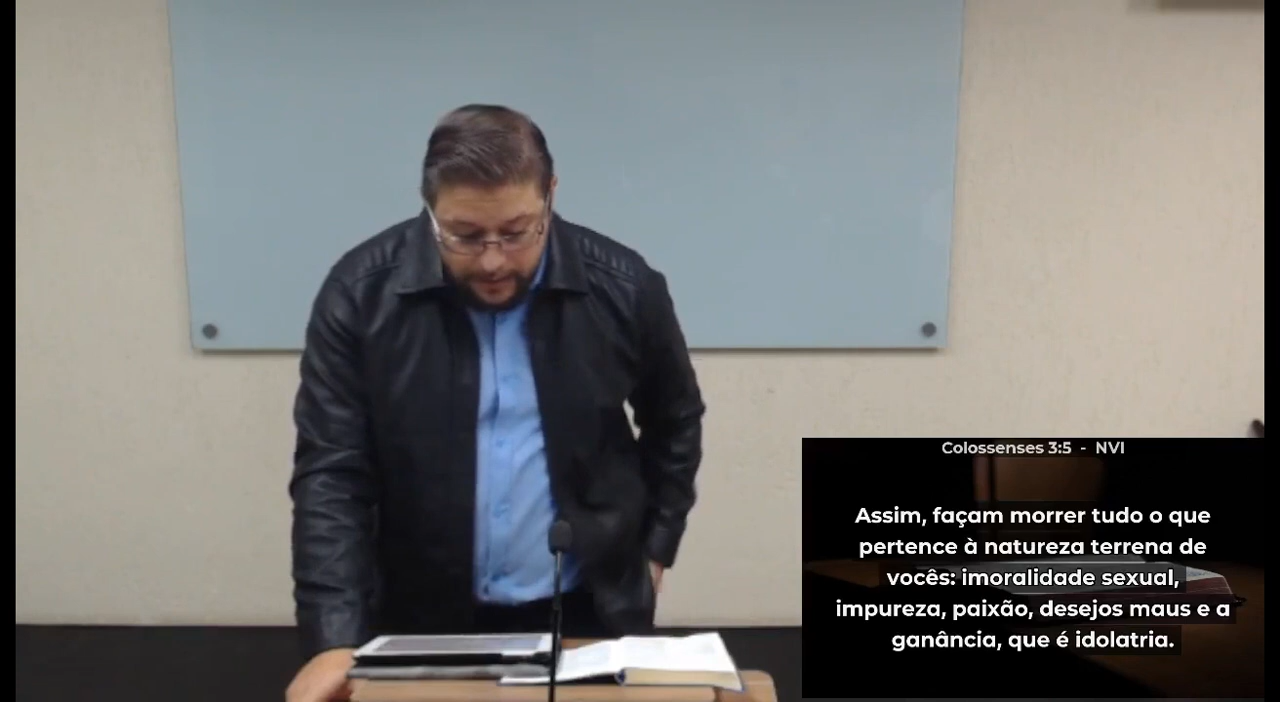 Colossenses 3:5 - NVI
Assim, façam morrer tudo o que
pertence à natureza terrena de
vocês: imoralidade sexual,
impureza, paixão, desejos maus e a
ganância, que é idolatria.